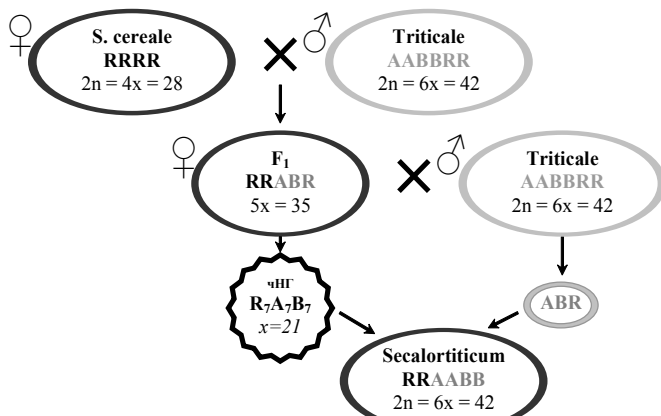 S. cereale
RRRR
2n = 4x = 28
Triticale
AABBRR
2n = 6x = 42
F₁
RRABR
5x = 35
Triticale
AABBRR
2n = 6x = 42
чНГ
R₇A₇B₇
x=21
ABR
Secalortiticum
RRAABB
2n = 6x = 42